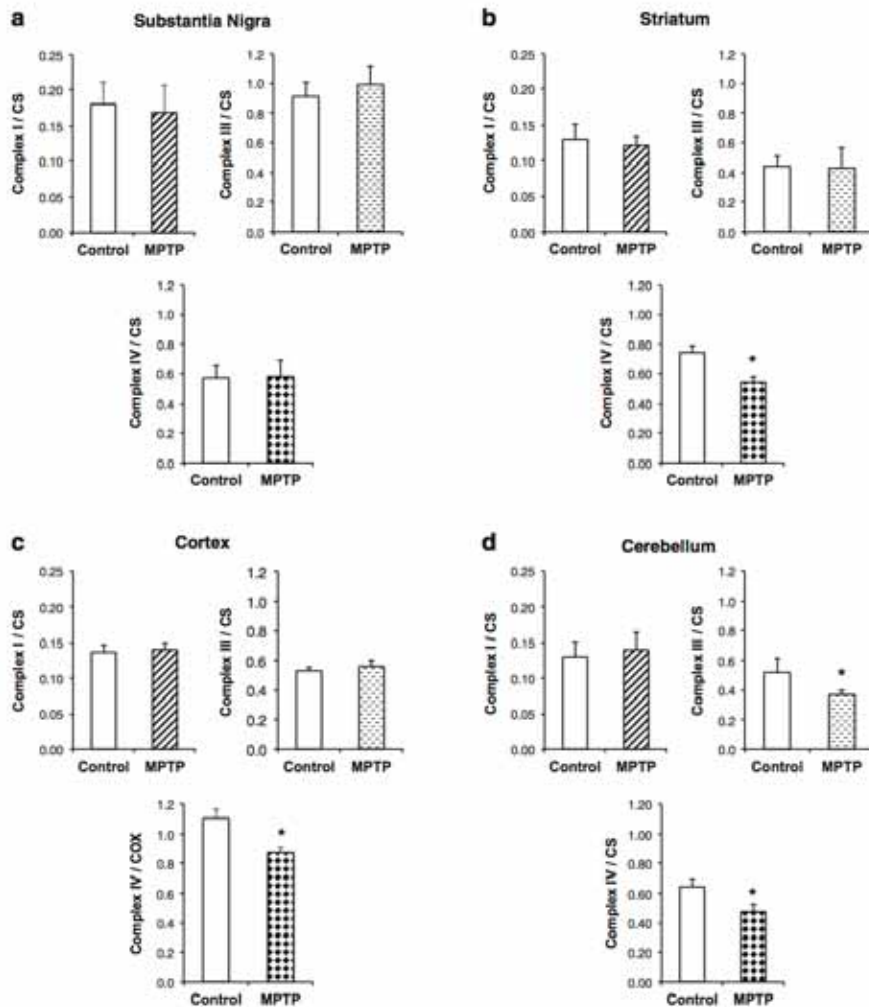 a
Substantia Nigra
Complex I / CS
0.25
0.20
0.15
0.10
0.05
0.00
Control MPTP
Complex III / CS
1.2
1.0
0.8
0.6
0.4
0.2
0.0
Control MPTP
Complex IV / CS
1.2
1.0
0.8
0.6
0.4
0.2
0.0
Control MPTP
b
Striatum
Complex I / CS
0.25
0.20
0.15
0.10
0.05
0.00
Control MPTP
Complex III / CS
1.2
1.0
0.8
0.6
0.4
0.2
0.0
Control MPTP
Complex IV / CS
1.20
1.00
0.80
0.60
0.40
0.20
0.00
*
Control MPTP
c
Cortex
Complex I / CS
0.25
0.20
0.15
0.10
0.05
0.00
Control MPTP
Complex III / CS
1.2
1.0
0.8
0.6
0.4
0.2
0.0
Control MPTP
Complex IV / COX
1.2
1.0
0.8
0.6
0.4
0.2
0.0
*
Control MPTP
d
Cerebellum
Complex I / CS
0.25
0.20
0.15
0.10
0.05
0.00
Control MPTP
Complex III / CS
1.2
1.0
0.8
0.6
0.4
0.2
0.0
*
Control MPTP
Complex IV / CS
1.20
1.00
0.80
0.60
0.40
0.20
0
*
Control MPTP